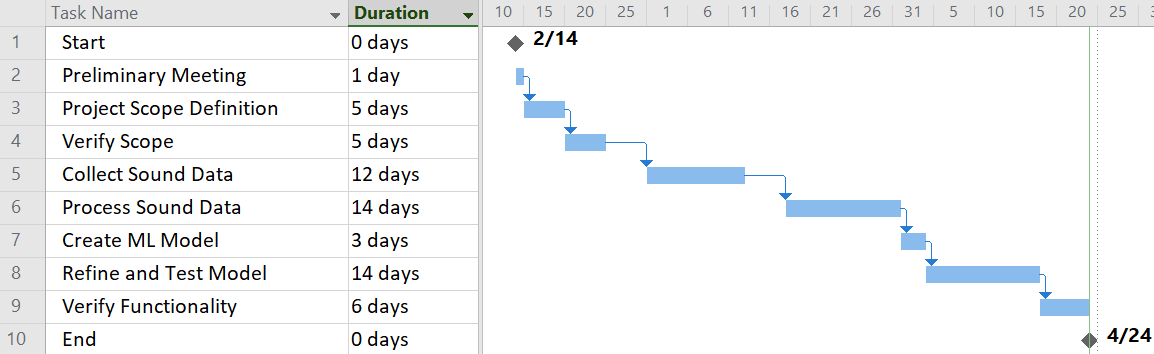 Task Name Duration 10 15 20 25 1 6 11 16 21 26 31 5 10 15 20 25
1 Start 0 days 2/14
2 Preliminary Meeting 1 day
3 Project Scope Definition 5 days
4 Verify Scope 5 days
5 Collect Sound Data 12 days
6 Process Sound Data 14 days
7 Create ML Model 3 days
8 Refine and Test Model 14 days
9 Verify Functionality 6 days
10 End 0 days 4/24